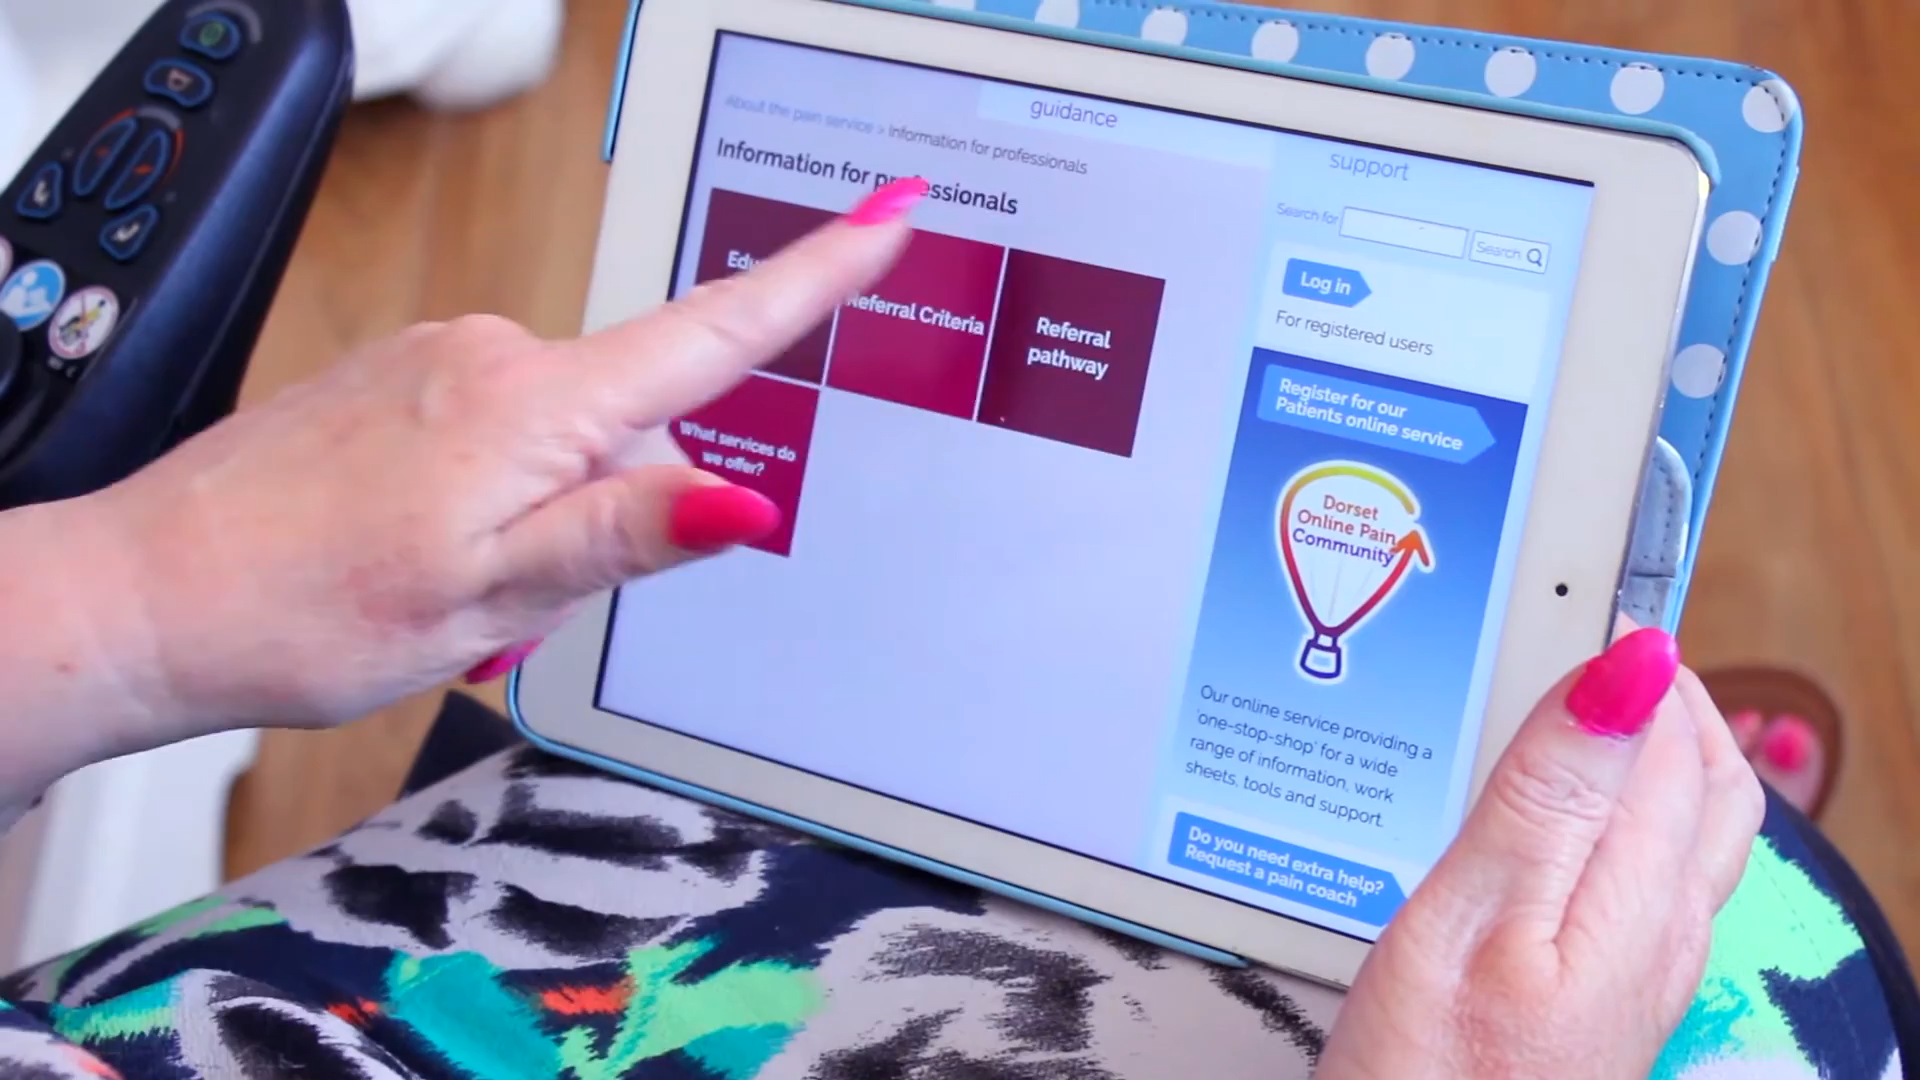 guidance
support
About the pain service > Information for professionals
Information for professionals
Search for
Search
Log in
For registered users
Referral Criteria
Referral
pathway
What services do
we offer?
Register for our
Patients online service
Dorset
Online Pain
Community
Our online service providing a
'one-stop-shop' for a wide
range of information, work
sheets, tools and support.
Do you need extra help?
Request a pain coach